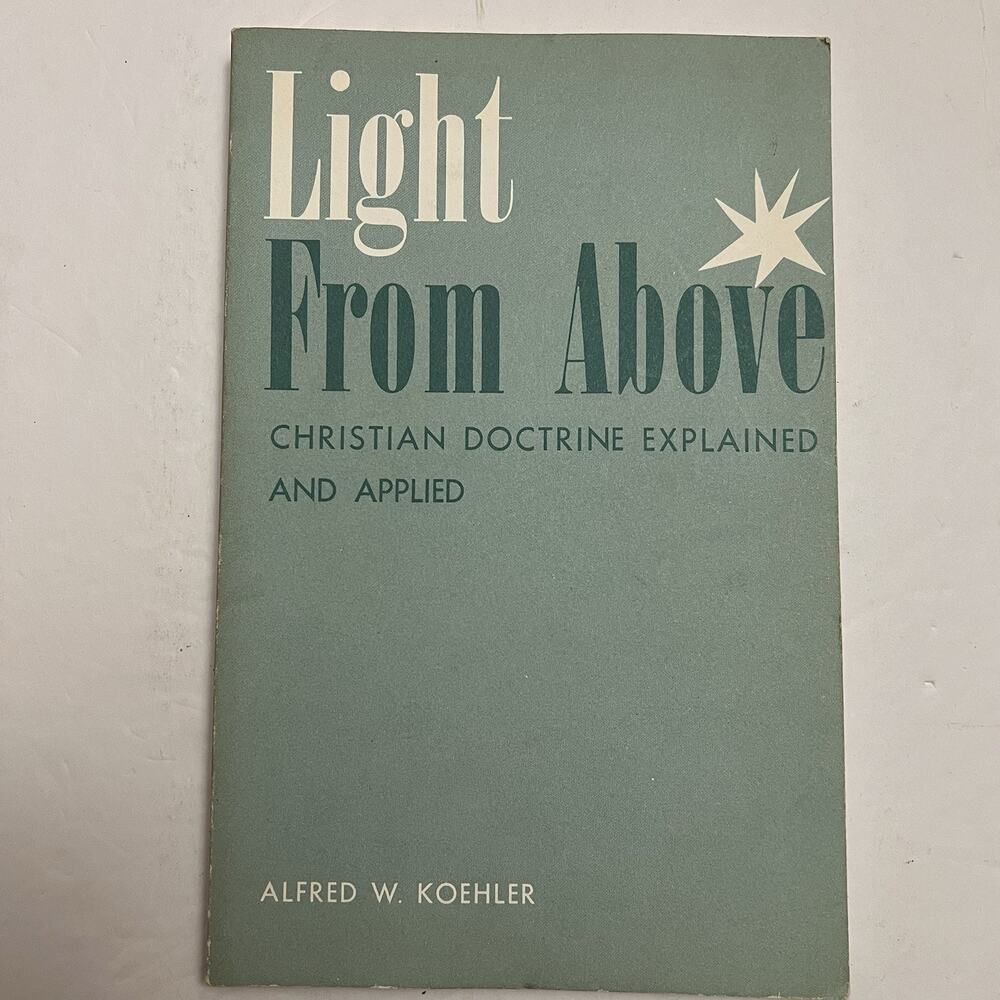 Light
From Above
CHRISTIAN DOCTRINE EXPLAINED
AND APPLIED
ALFRED W. KOEHLER